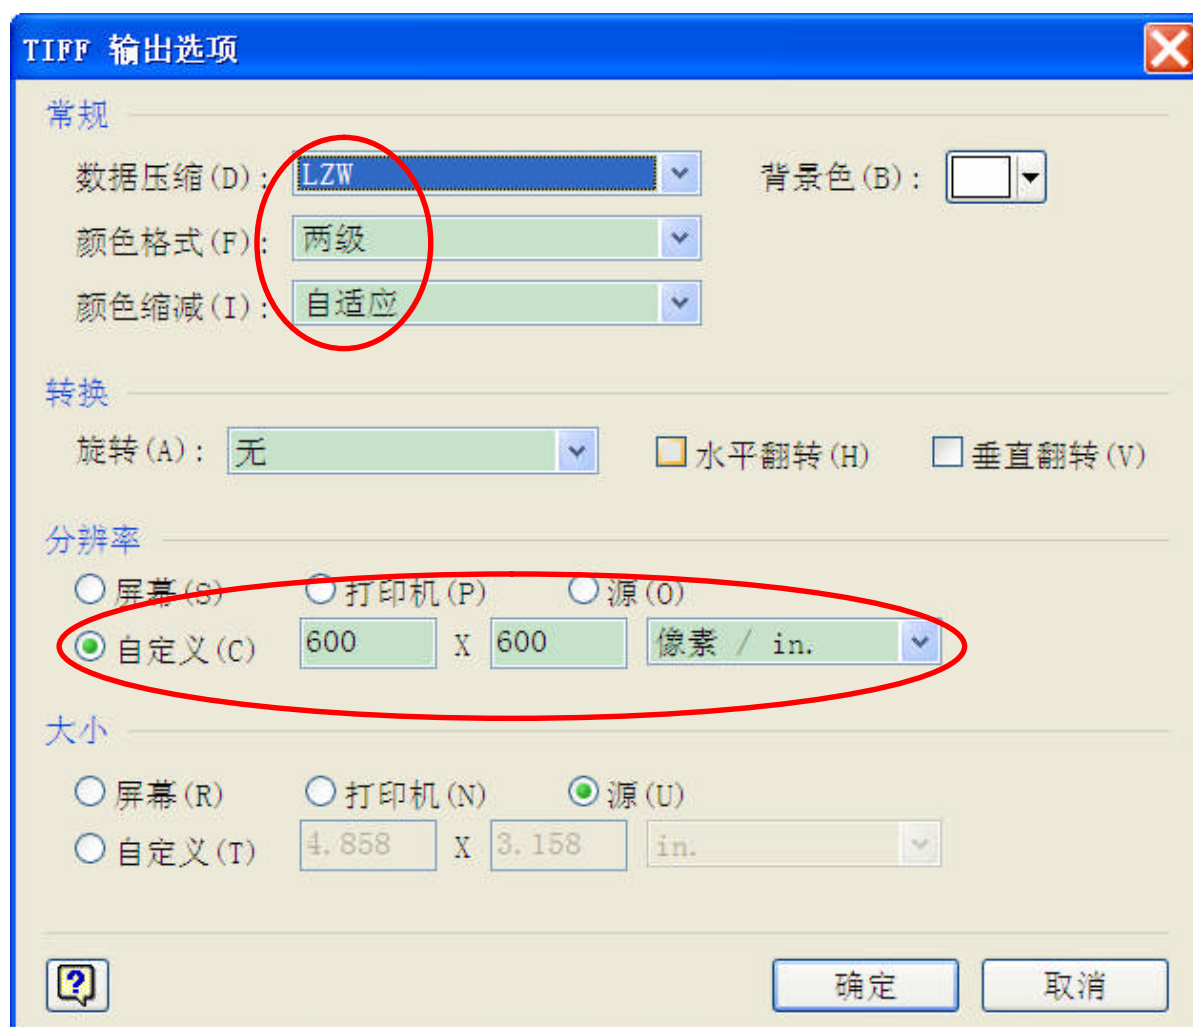 TIFF 输出选项
常规
数据压缩(D): LZW 背景色(B):
颜色格式(F): 两级
颜色缩减(I): 自适应
转换
旋转(A): 无 水平翻转(H) 垂直翻转(V)
分辨率
屏幕(S) 打印机(P) 源(O)
自定义(C) 600 X 600 像素 / in.
大小
屏幕(R) 打印机(N) 源(U)
自定义(T) 4.858 X 3.158 in.
确定 取消